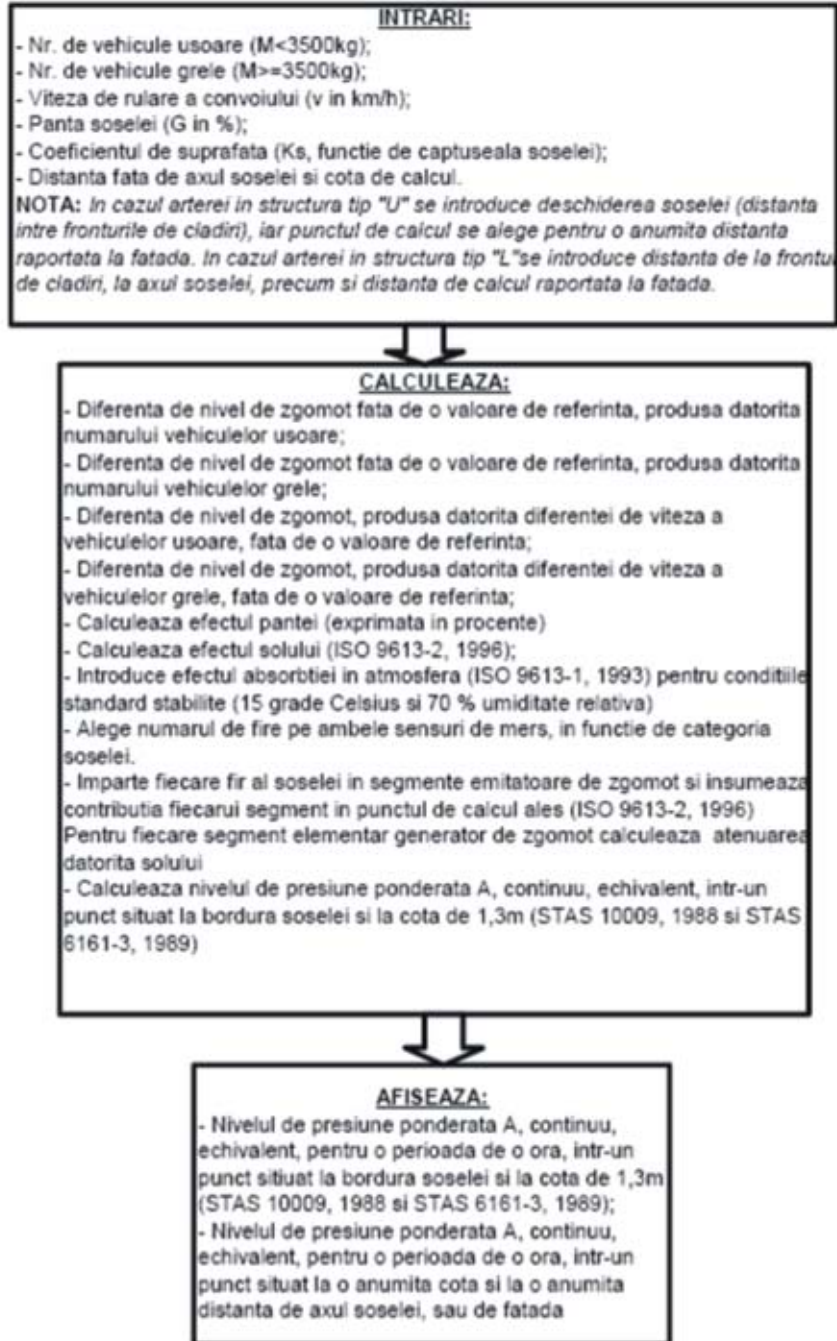 INTRARI:
- Nr. de vehicule usoare (M<3500kg);
- Nr. de vehicule grele (M>=3500kg);
- Viteza de rulare a convoiului (v in km/h);
- Panta soselei (G in %);
- Coeficientul de suprafata (Ks, functie de captuseala soselei);
- Distanta fata de axul soselei si cota de calcul.
NOTA: In cazul arterei in structura tip "U" se introduce deschiderea soselei (distanta
intre fronturile de cladiri), iar punctul de calcul se alege pentru o anumita distanta
raportata la fatada. In cazul arterei in structura tip "L"se introduce distanta de la frontul
de cladiri, la axul soselei, precum si distanta de calcul raportata la fatada.
CALCULEAZA:
- Diferenta de nivel de zgomot fata de o valoare de referinta, produsa datorita
numarului vehiculelor usoare;
- Diferenta de nivel de zgomot fata de o valoare de referinta, produsa datorita
numarului vehiculelor grele;
- Diferenta de nivel de zgomot, produsa datorita diferentei de viteza a
vehiculelor usoare, fata de o valoare de referinta;
- Diferenta de nivel de zgomot, produsa datorita diferentei de viteza a
vehiculelor grele, fata de o valoare de referinta;
- Calculeaza efectul pantei (exprimata in procente)
- Calculeaza efectul solului (ISO 9613-2, 1996);
- Introduce efectul absorbtiei in atmosfera (ISO 9613-1, 1993) pentru conditiile
standard stabilite (15 grade Celsius si 70 % umiditate relativa)
- Alege numarul de fire pe ambele sensuri de mers, in functie de categoria
soselei.
- Imparte fiecare fir al soselei in segmente emitatoare de zgomot si insumeaza
contributia fiecarui segment in punctul de calcul ales (ISO 9613-2, 1996)
Pentru fiecare segment elementar generator de zgomot calculeaza atenuarea
datorita solului
- Calculeaza nivelul de presiune ponderata A, continuu, echivalent, intr-un
punct situat la bordura soselei si la cota de 1,3m (STAS 10009, 1988 si STAS
6161-3, 1989)
AFISEAZA:
- Nivelul de presiune ponderata A, continuu,
echivalent, pentru o perioada de o ora, intr-un
punct sitiuat la bordura soselei si la cota de 1,3m
(STAS 10009, 1988 si STAS 6161-3, 1989);
- Nivelul de presiune ponderata A, continuu,
echivalent, pentru o perioada de o ora, intr-un
punct situat la o anumita cota si la o anumita
distanta de axul soselei, sau de fatada